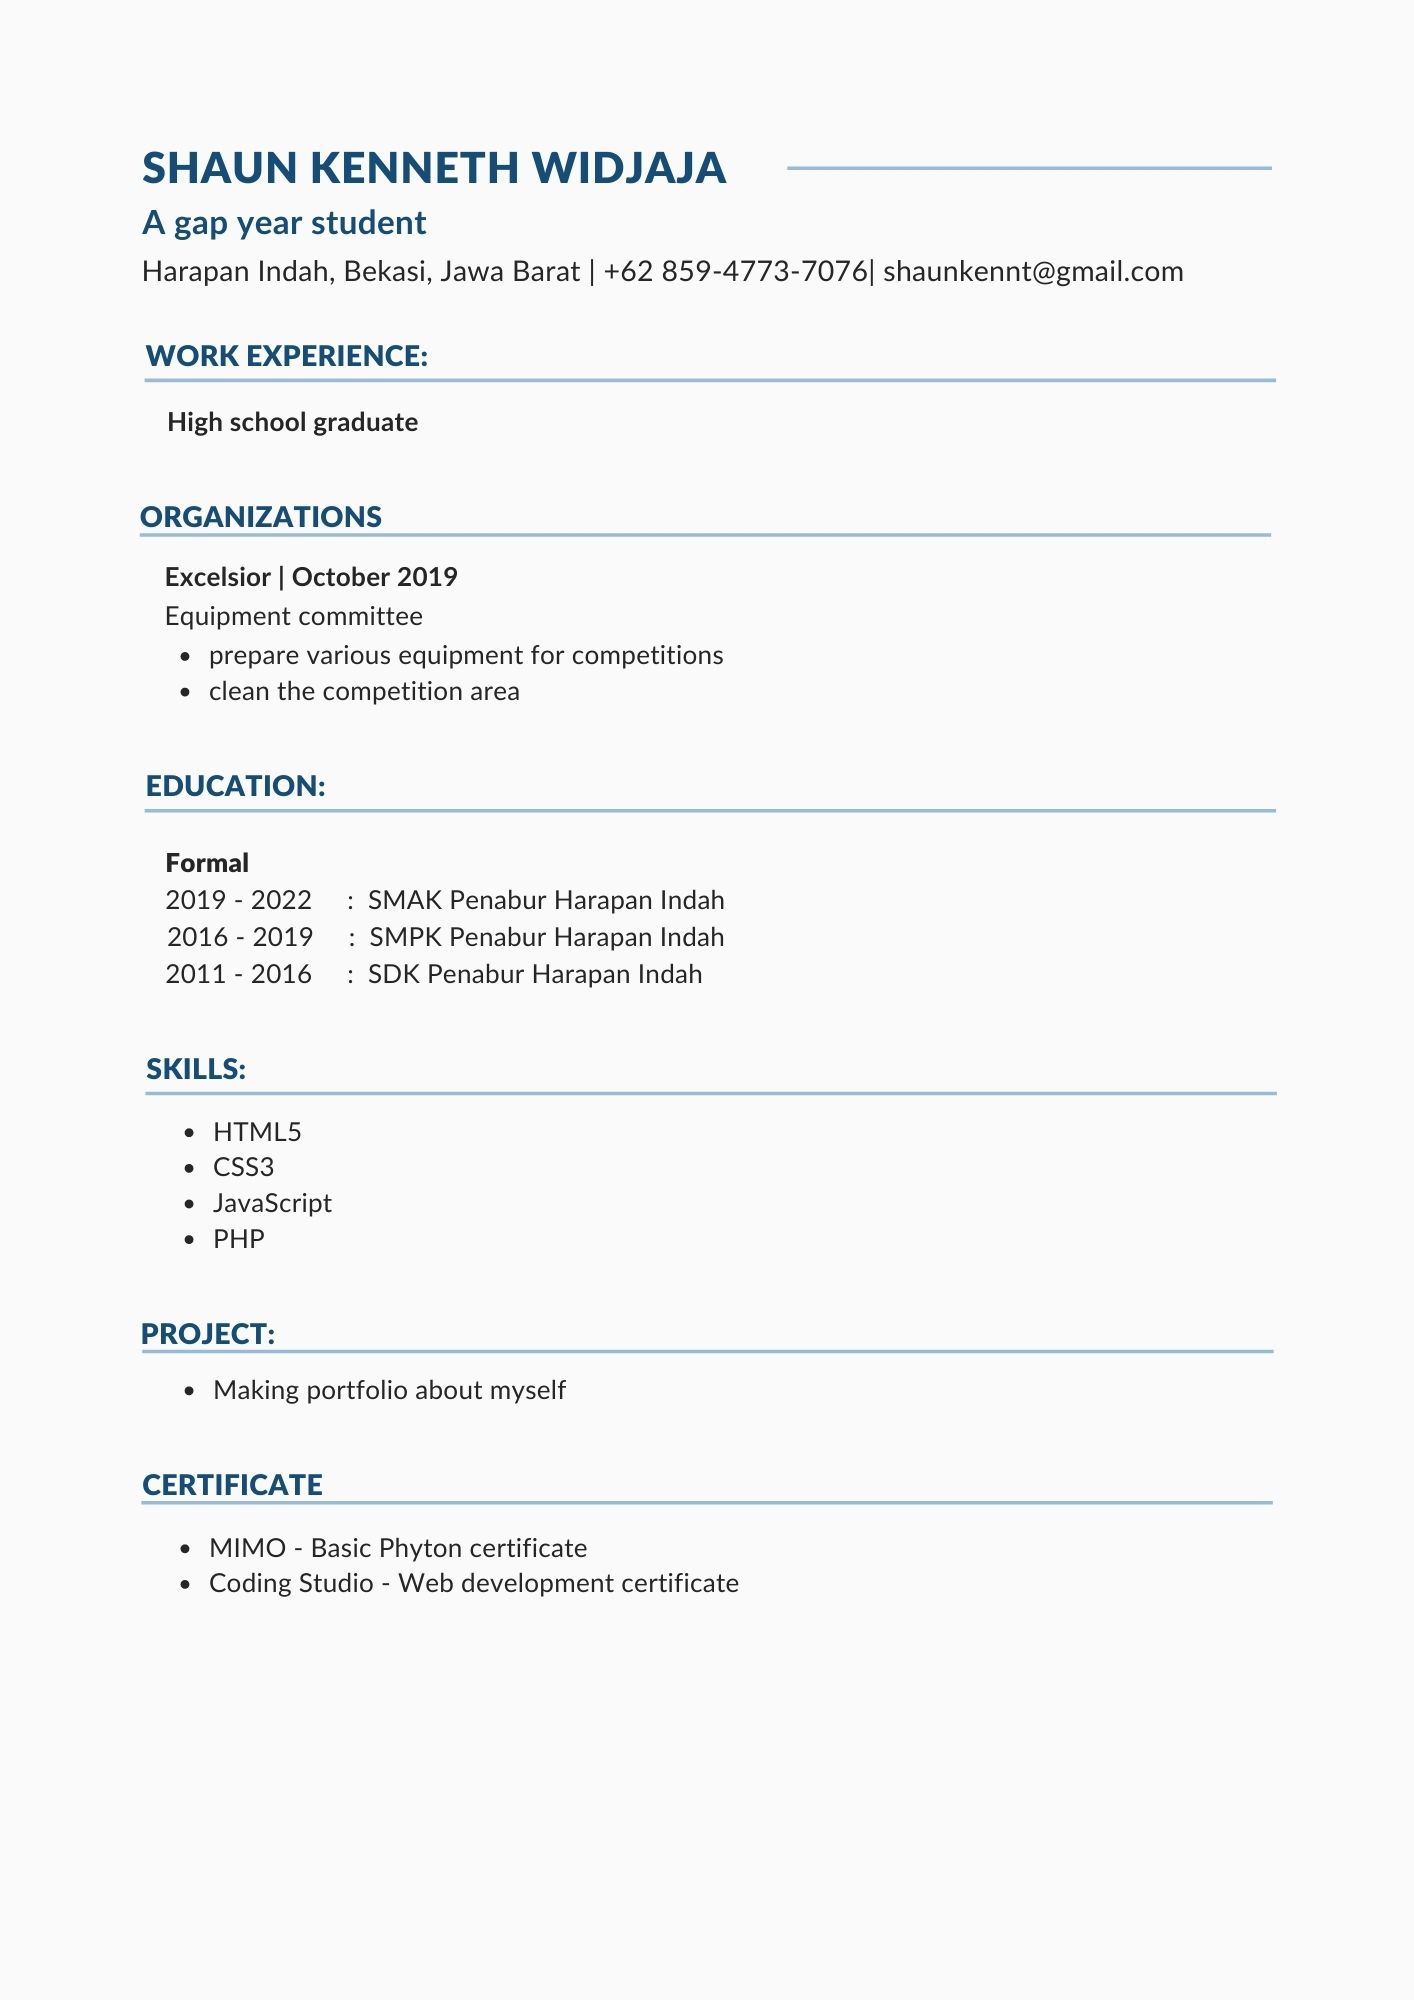 SHAUN KENNETH WIDJAJA
A gap year student
Harapan Indah, Bekasi, Jawa Barat | +62 859-4773-7076| shaunkennt@gmail.com
WORK EXPERIENCE:
High school graduate
ORGANIZATIONS
Excelsior | October 2019
Equipment committee
• prepare various equipment for competitions
• clean the competition area
EDUCATION:
Formal
2019 - 2022 : SMAK Penabur Harapan Indah
2016 - 2019 : SMPK Penabur Harapan Indah
2011 - 2016 : SDK Penabur Harapan Indah
SKILLS:
• HTML5
• CSS3
• JavaScript
• PHP
PROJECT:
• Making portfolio about myself
CERTIFICATE
• MIMO - Basic Phyton certificate
• Coding Studio - Web development certificate